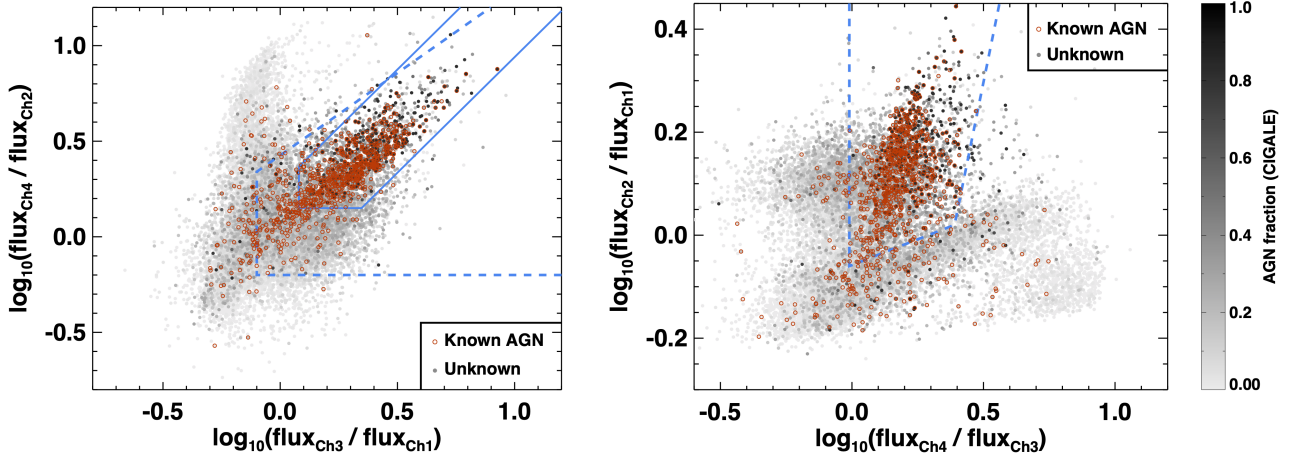 log10(fluxCh4 / fluxCh2)
1.0
0.5
0.0
-0.5
-0.5 0.0 0.5 1.0
log10(fluxCh3 / fluxCh1)
Known AGN
Unknown
log10(fluxCh2 / fluxCh1)
0.4
0.2
0.0
-0.2
-0.5 0.0 0.5 1.0
log10(fluxCh4 / fluxCh3)
Known AGN
Unknown
1.0
0.8
0.6
0.4
0.2
0.00
AGN fraction (CIGALE)